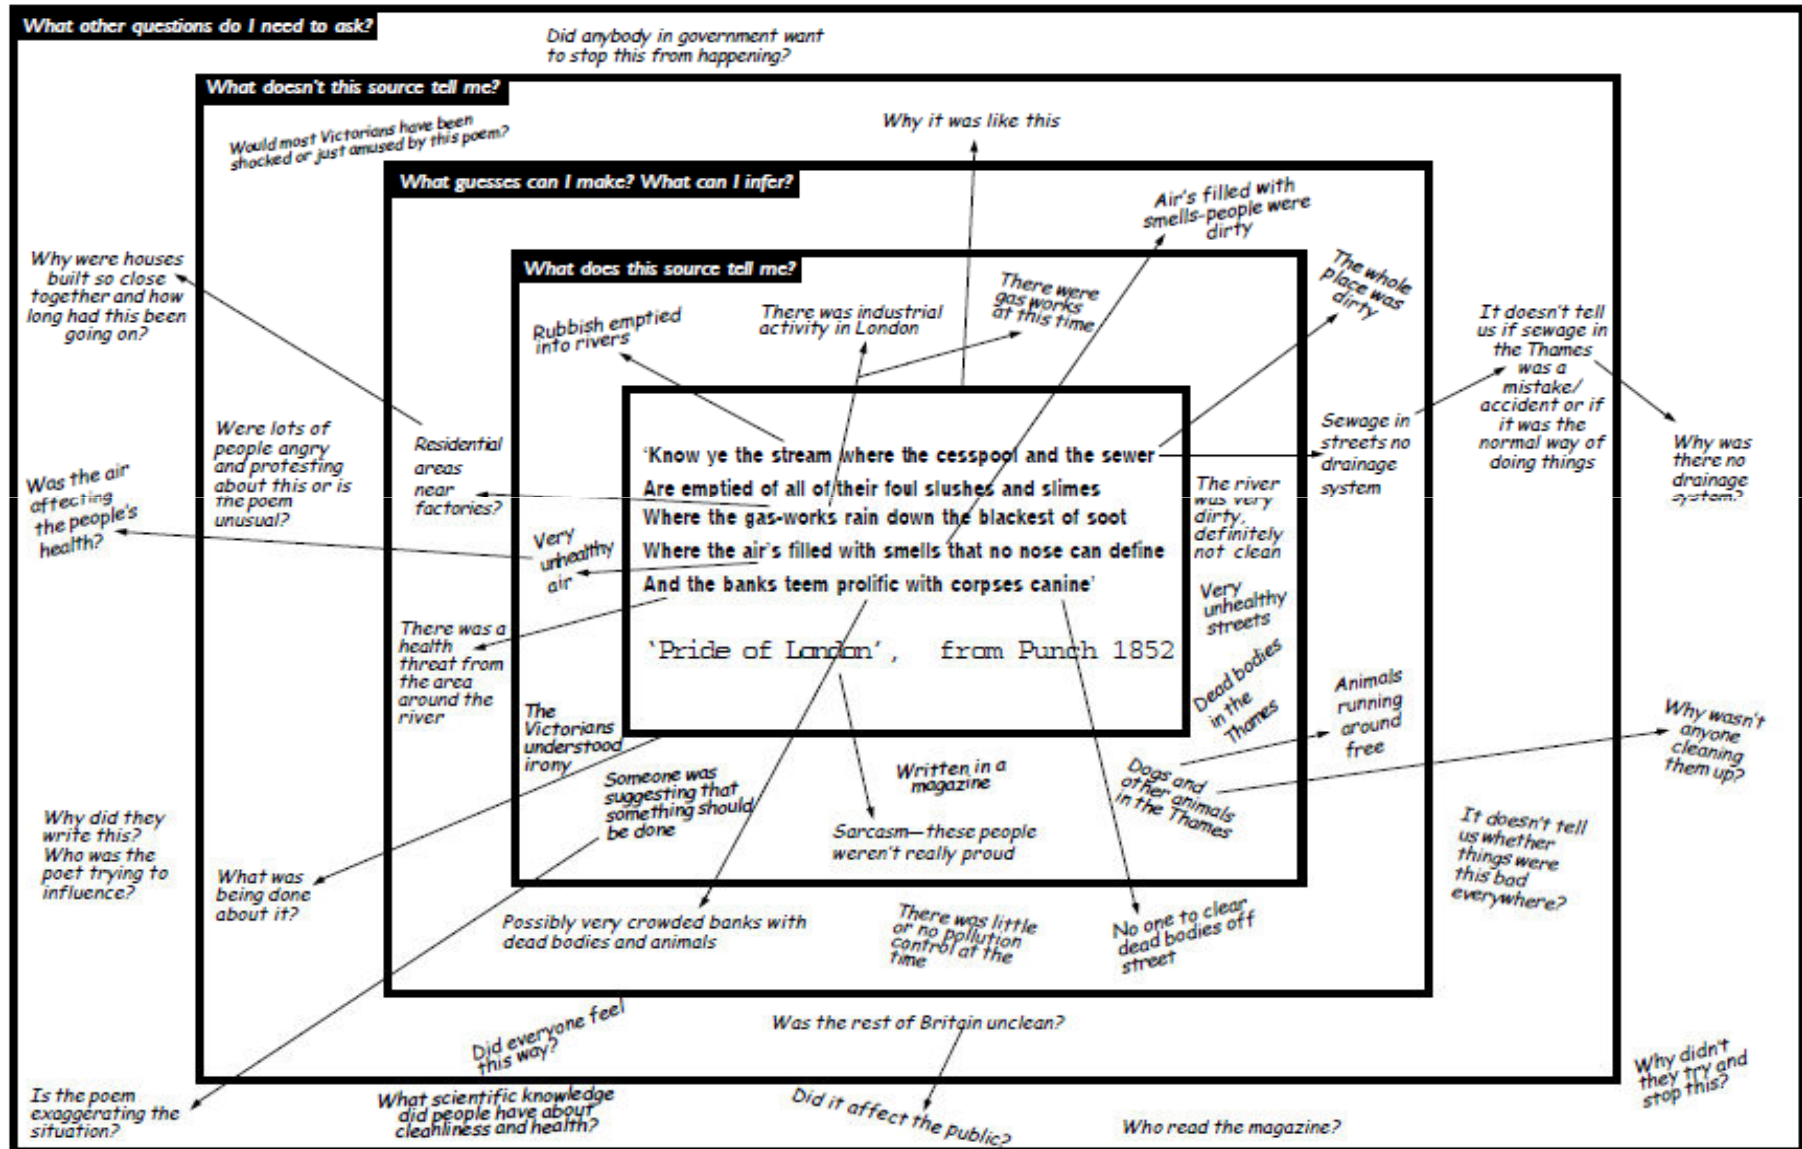 What other questions do I need to ask?
Did anybody in government want
to stop this from happening?
What doesn't this source tell me?
Would most Victorians have been
shocked or just amused by this poem?
Why it was like this
What guesses can I make? What can I infer?
Air's filled with
smells-people were
dirty
What does this source tell me?
Why were houses
built so close
together and how
long had this been
going on?
Rubbish emptied
into rivers
There was industrial
activity in London
There were
gas works
at this time
The whole
place was
dirty
It doesn't tell
us if sewage in
the Thames
was a
mistake/
accident or if
it was the
normal way of
doing things
Was the air
affecting
the people's
health?
Were lots of
people angry
and protesting
about this or is
the poem
unusual?
Residential
areas
near
factories?
Very
unhealthy
air
'Know ye the stream where the cesspool and the sewer
Are emptied of all of their foul slushes and slimes
Where the gas-works rain down the blackest of soot
Where the air's filled with smells that no nose can define
And the banks teem prolific with corpses canine'
'Pride of London', from Punch 1852
The river
was very
dirty,
definitely
not clean
Sewage in
streets no
drainage
system
Why was
there no
drainage
system?
Very
unhealthy
streets
Dead bodies
in the
Thames
There was a
health
threat from
the area
around the
river
The
Victorians
understood
irony
Animals
running
around
free
Why wasn't
anyone
cleaning
them up?
Someone was
suggesting that
something should
be done
Written in a
magazine
Sarcasm—these people
weren't really proud
Dogs and
other animals
in the Thames
Why did they
write this?
Who was the
poet trying to
influence?
What was
being done
about it?
It doesn't tell
us whether
things were
this bad
everywhere?
Possibly very crowded banks with
dead bodies and animals
There was little
or no pollution
control at the
time
No one to clear
dead bodies off
street
Did everyone feel
this way?
Was the rest of Britain unclean?
Is the poem
exaggerating the
situation?
What scientific knowledge
did people have about
cleanliness and health?
Did it affect the public?
Who read the magazine?
Why didn't
they try and
stop this?